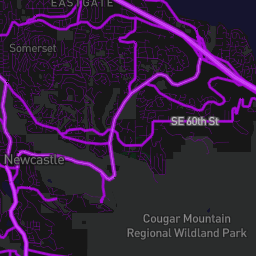 EASTGATE
Somerset
SE 60th St
Newcastle
Cougar Mountain
Regional Wildland Park